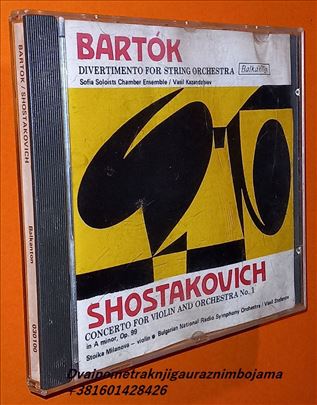 BARTÓK / SHOSTAKOVICH
Balkanton
030100
BARTÓK
DIVERTIMENTO FOR STRING ORCHESTRA
Balkanton
Sofia Soloists Chamber Ensemble / Vasil Kazandzhiev
SHOSTAKOVICH
CONCERTO FOR VIOLIN AND ORCHESTRA No. 1
in A minor, Op. 99
Stoika Milanova – violin ● Bulgarian National Radio Symphony Orchestra / Vasil Stefanov
Dvaipometraknjigauraznimbojama
+381601428426